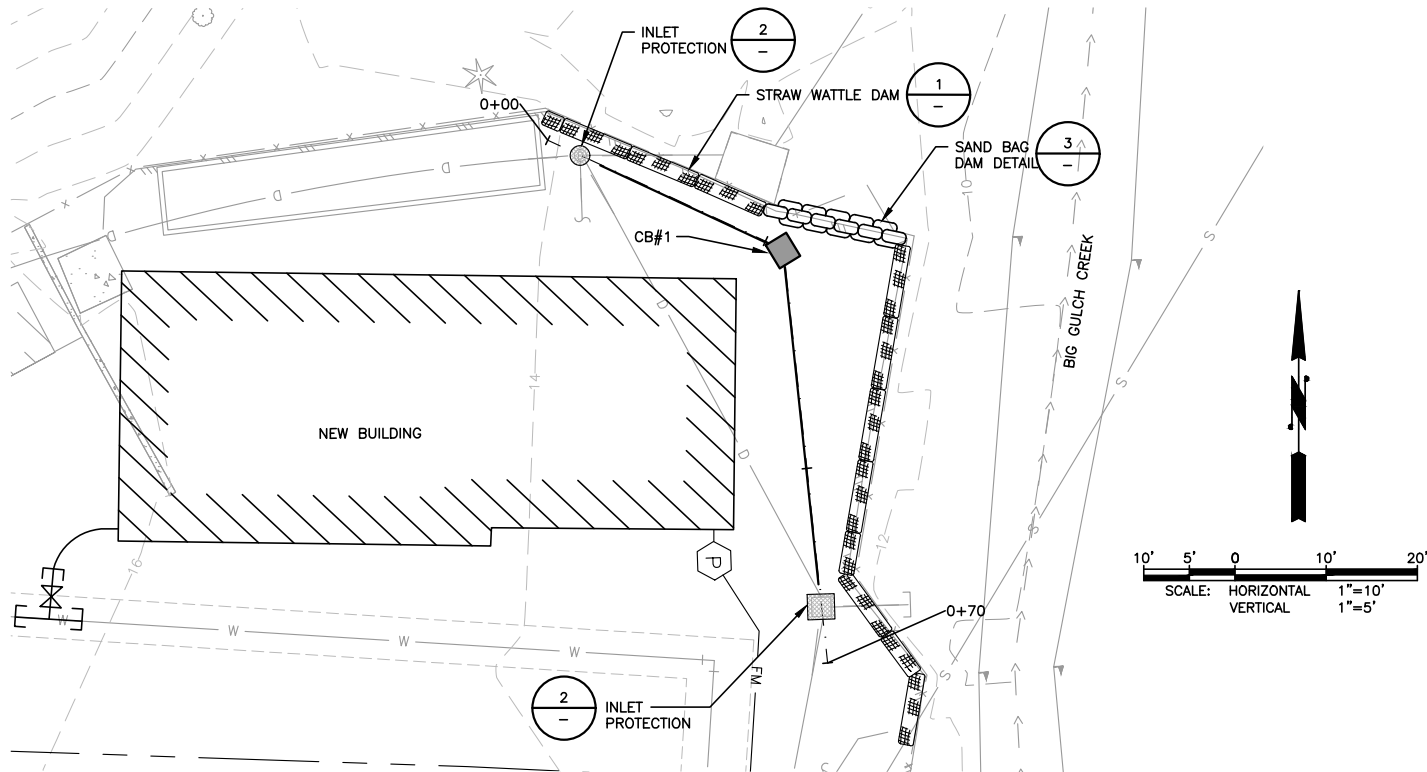 2
–
INLET
PROTECTION
1
–
STRAW WATTLE DAM
0+00
3
–
SAND BAG
DAM DETAIL
10
CB#1
BIG GULCH CREEK
S
D
D
D
D
D
14
NEW BUILDING
12
S
S
S
S
16
P
10' 5' 0 10' 20'
SCALE: HORIZONTAL 1"=10'
VERTICAL 1"=5'
0+70
W W W W
FM
2
–
INLET
PROTECTION